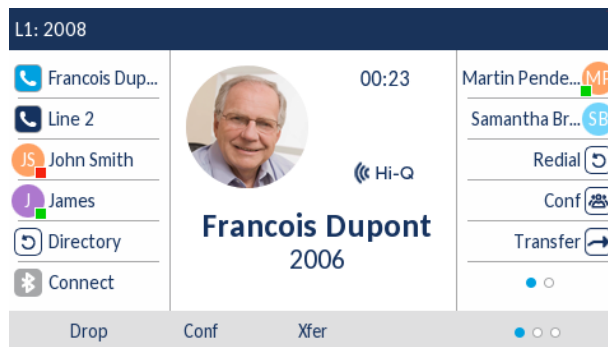 L1: 2008
Francois Dup...
Line 2
JS John Smith
J James
Directory
Connect
00:23
Hi-Q
Francois Dupont
2006
Martin Pende... MP
Samantha Br... SB
Redial
Conf
Transfer
Drop Conf Xfer